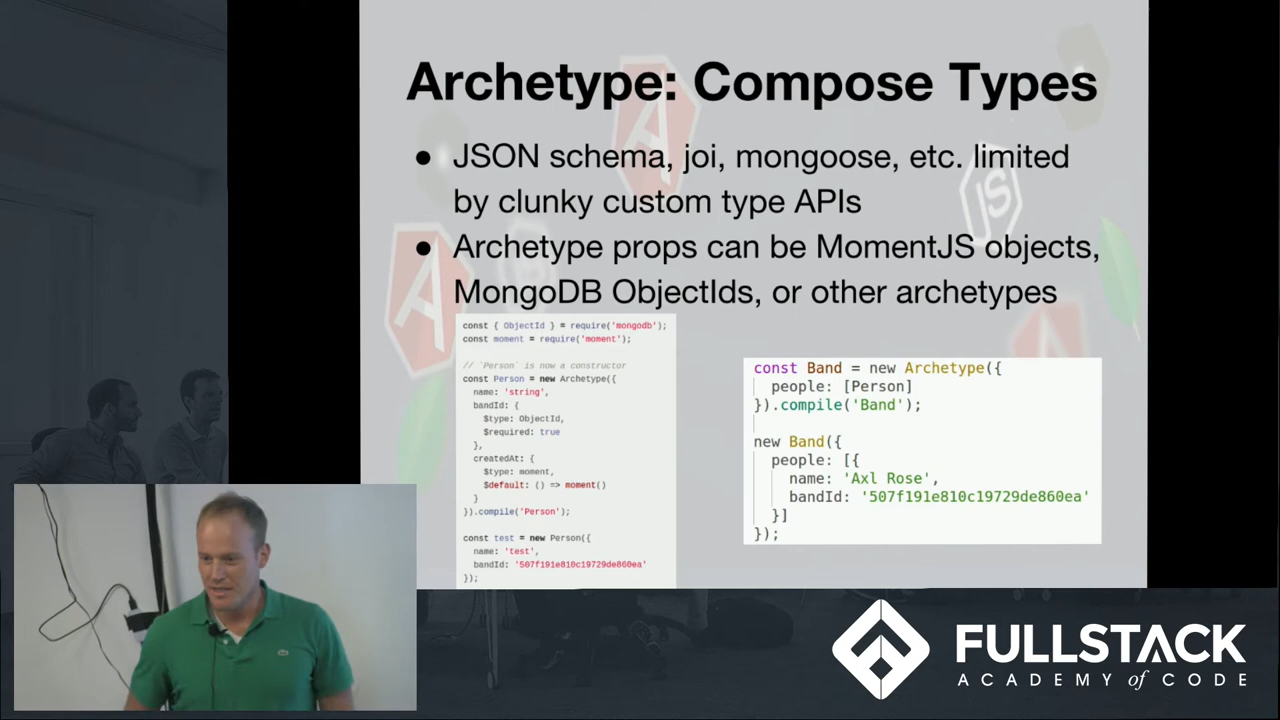 Archetype: Compose Types
● JSON schema, joi, mongoose, etc. limited
by clunky custom type APIs
● Archetype props can be MomentJS objects,
MongoDB ObjectIds, or other archetypes
const { ObjectId } = require('mongodb');
const moment = require('moment');
// `Person` is now a constructor
const Person = new Archetype({
name: 'string',
bandId: {
$type: ObjectId,
$required: true
},
createdAt: {
$type: moment,
$default: () => moment()
}
}).compile('Person');
const test = new Person({
name: 'test',
bandId: '507f191e810c19729de860ea'
});
const Band = new Archetype({
people: [Person]
}).compile('Band');
new Band({
people: [{
name: 'Axl Rose',
bandId: '507f191e810c19729de860ea'
}]
});
JS
FULLSTACK
ACADEMY of CODE